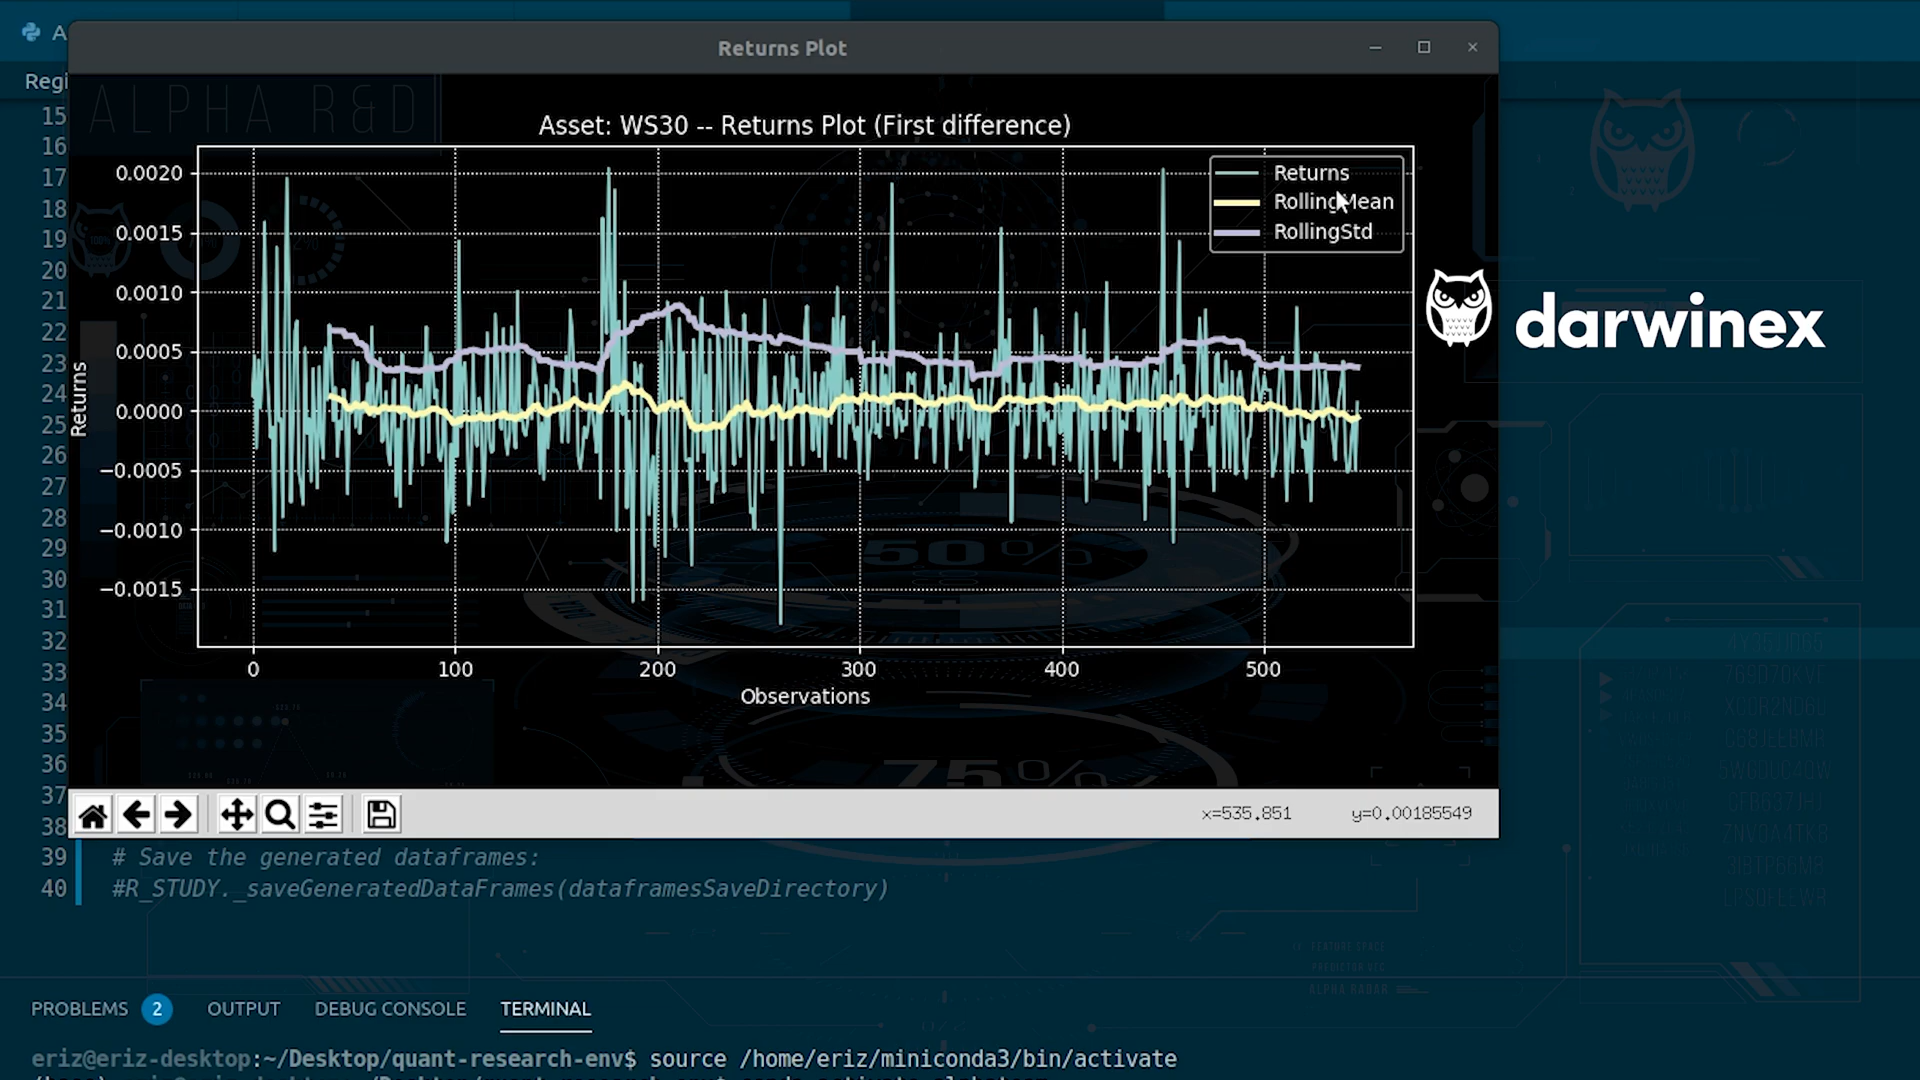 A
Returns Plot
Regi
ALPHA R&D
Asset: WS30 -- Returns Plot (First difference)
0.0020
0.0015
0.0010
0.0005
0.0000
−0.0005
−0.0010
−0.0015
Returns
Returns
RollingMean
RollingStd
0 100 200 300 400 500
Observations
darwinex
50%
75%
x=535.851 y=0.00185549
15
16
17
18
19
20
21
22
23
24
25
26
27
28
29
30
31
32
33
34
35
36
37
38
39 # Save the generated dataframes:
40 #R_STUDY._saveGeneratedDataFrames(dataframesSaveDirectory)
PROBLEMS 2 OUTPUT DEBUG CONSOLE TERMINAL
eriz@eriz-desktop:~/Desktop/quant-research-env$ source /home/eriz/miniconda3/bin/activate